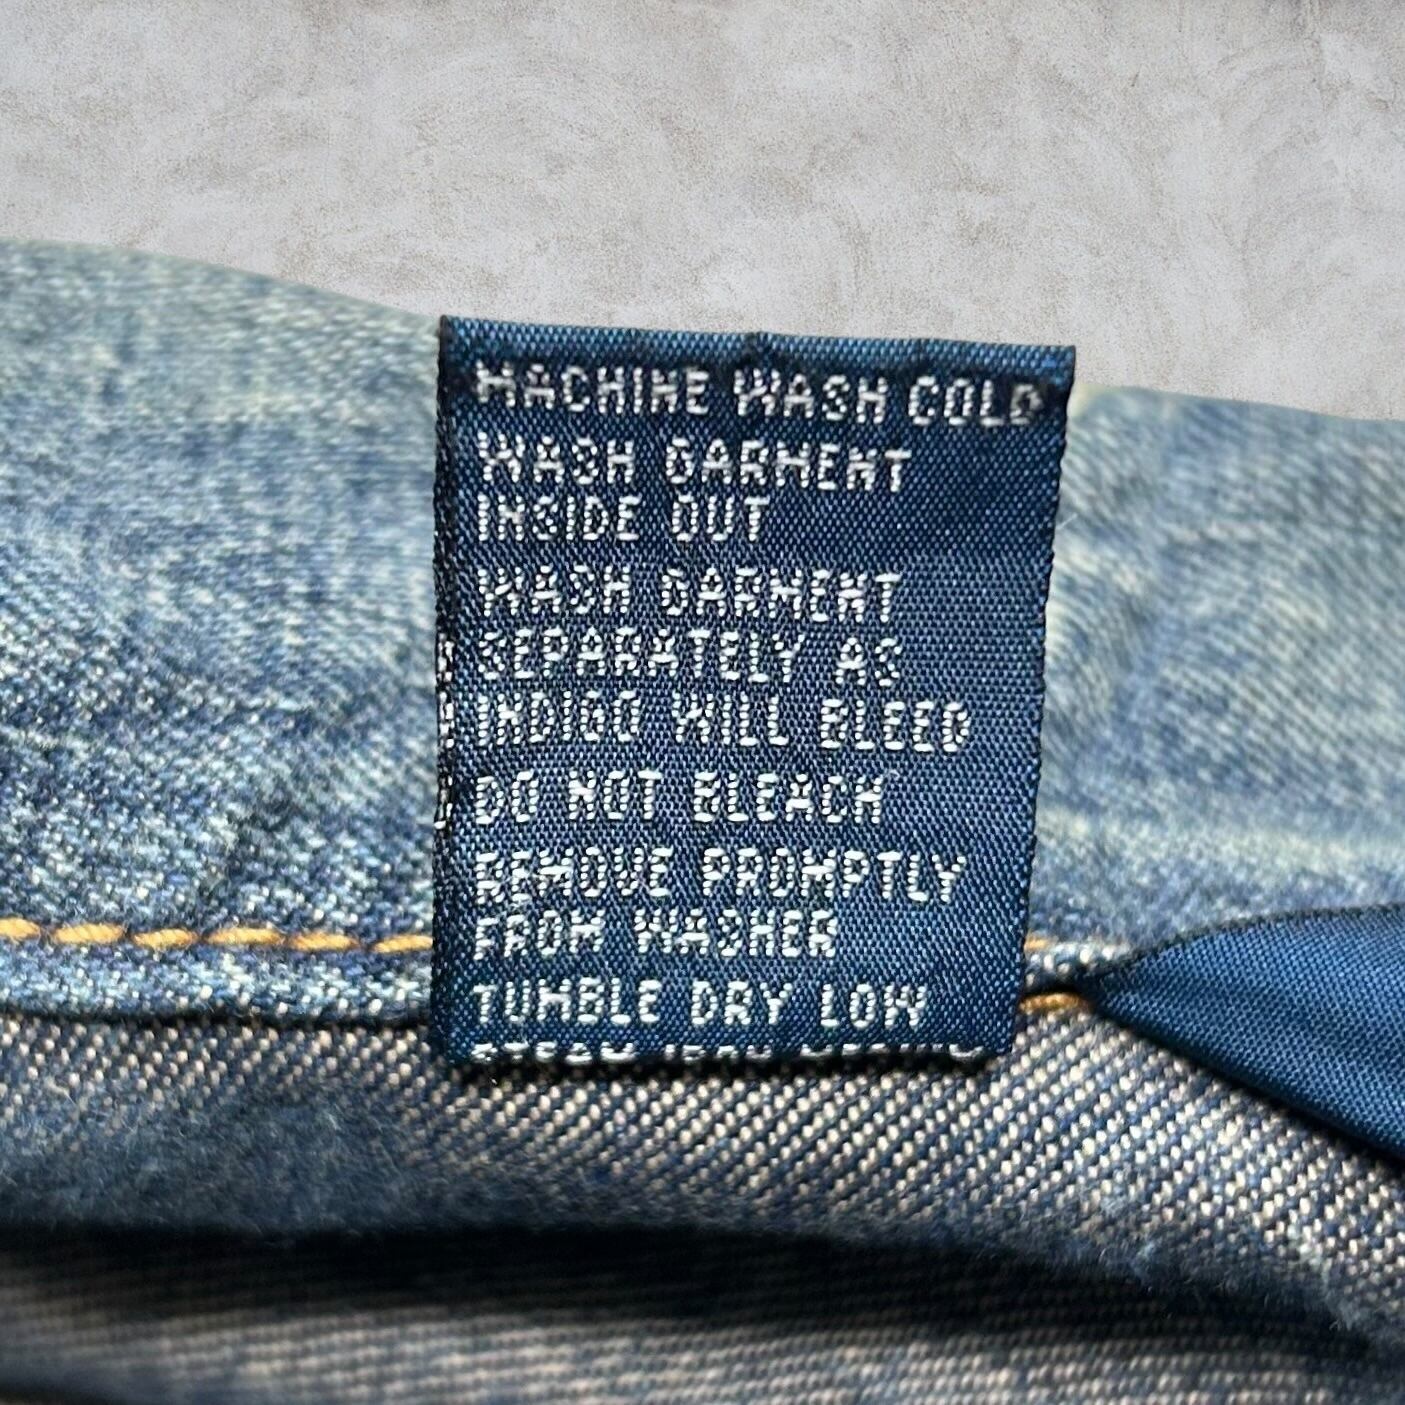 MACHINE WASH COLD
WASH GARMENT
INSIDE OUT
WASH GARMENT
SEPARATELY AS
INDIGO WILL BLEED
DO NOT BLEACH
REMOVE PROMPTLY
FROM WASHER
TUMBLE DRY LOW